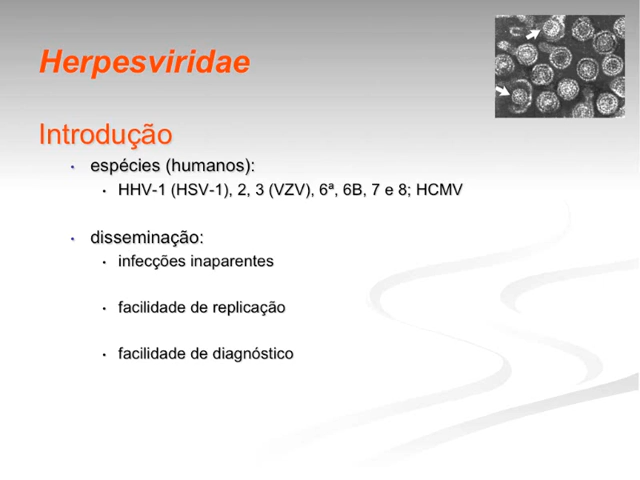 Herpesviridae
Introdução
• espécies (humanos):
• HHV-1 (HSV-1), 2, 3 (VZV), 6ª, 6B, 7 e 8; HCMV
• disseminação:
• infecções inaparentes
• facilidade de replicação
• facilidade de diagnóstico